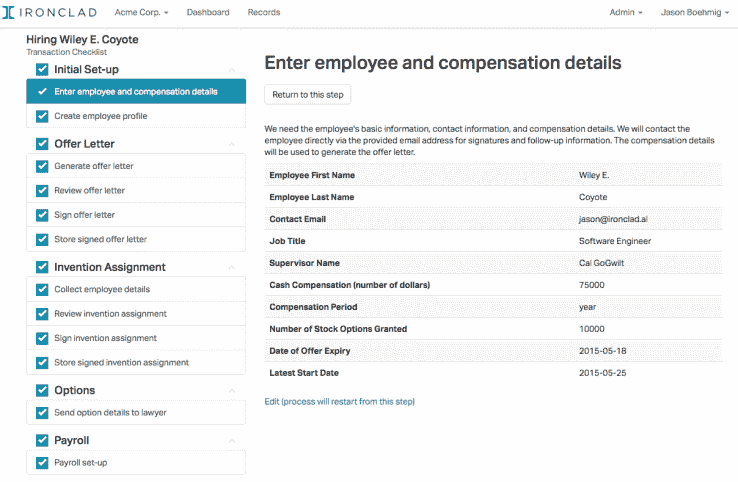 IRONCLAD Acme Corp. Dashboard Records Admin Jason Boehmig
Hiring Wiley E. Coyote
Transaction Checklist
Initial Set-up
Enter employee and compensation details
Create employee profile
Offer Letter
Generate offer letter
Review offer letter
Sign offer letter
Store signed offer letter
Invention Assignment
Collect employee details
Review invention assignment
Sign invention assignment
Store signed invention assignment
Options
Send option details to lawyer
Payroll
Payroll set-up
Enter employee and compensation details
Return to this step
We need the employee's basic information, contact information, and compensation details. We will contact the
employee directly via the provided email address for signatures and follow-up information. The compensation details
will be used to generate the offer letter.
Employee First Name Wiley E.
Employee Last Name Coyote
Contact Email jason@ironclad.ai
Job Title Software Engineer
Supervisor Name Cai GoGwilt
Cash Compensation (number of dollars) 75000
Compensation Period year
Number of Stock Options Granted 10000
Date of Offer Expiry 2015-05-18
Latest Start Date 2015-05-25
Edit (process will restart from this step)